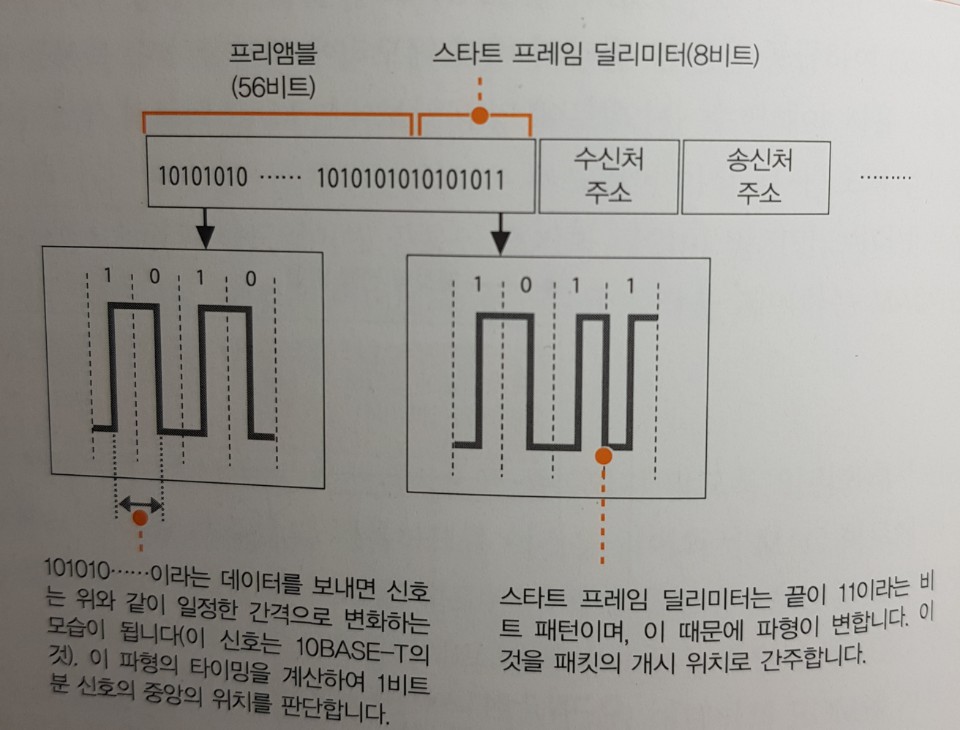 프리앰블
(56비트)
스타트 프레임 딜리미터(8비트)
10101010 ······ 1010101010101011
수신처
주소
송신처
주소
·········
1 0 1 0
1 0 1 1
101010······이라는 데이터를 보내면 신호
는 위와 같이 일정한 간격으로 변화하는
모습이 됩니다(이 신호는 10BASE-T의
것). 이 파형의 타이밍을 계산하여 1비트
분 신호의 중앙의 위치를 판단합니다.
스타트 프레임 딜리미터는 끝이 11이라는 비
트 패턴이며, 이 때문에 파형이 변합니다. 이
것을 패킷의 개시 위치로 간주합니다.